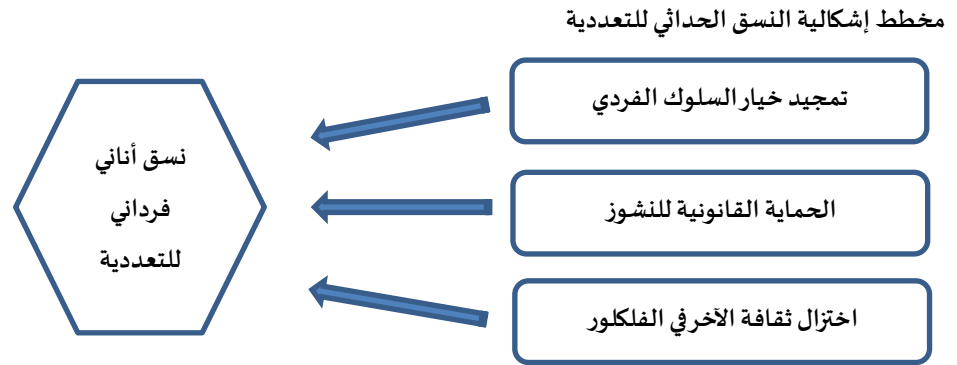 مخطط إشكالية النسق الحداثي للتعددية
تمجيد خيار السلوك الفردي
الحماية القانونية للنشوز
اختزال ثقافة الآخر في الفلكلور
نسق أناني
فرداني
للتعددية